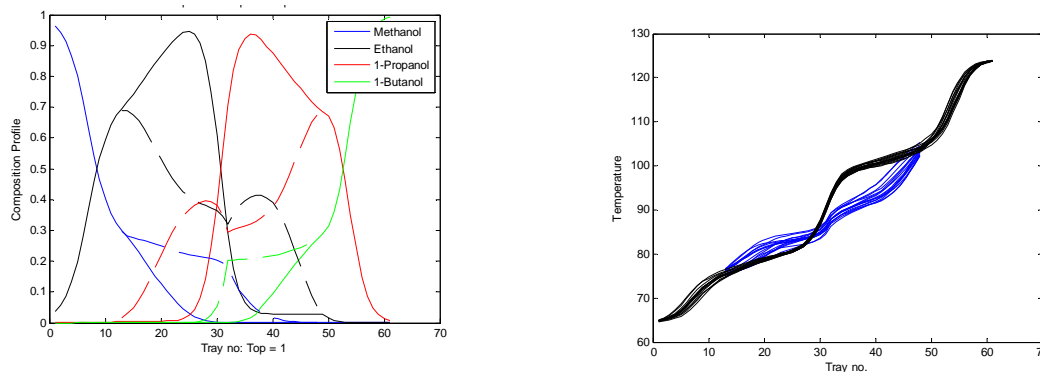 1
0.9
0.8
0.7
0.6
0.5
0.4
0.3
0.2
0.1
0
Composition Profile
Methanol
Ethanol
1-Propanol
1-Butanol
0 10 20 30 40 50 60 70
Tray no: Top = 1
130
120
110
100
90
80
70
60
Temperature
0 10 20 30 40 50 60 70
Tray no.